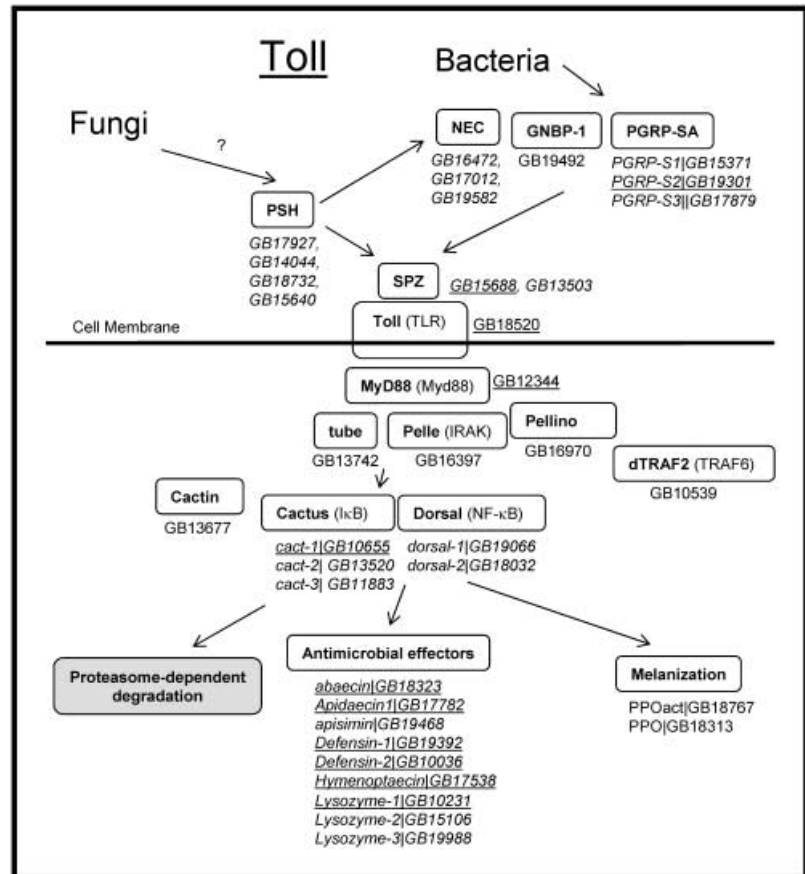 Toll
Bacteria
Fungi
?
NEC
GNBP-1
PGRP-SA
GB16472,
GB17012,
GB19582
GB19492
PGRP-S1|GB15371
PGRP-S2|GB19301
PGRP-S3||GB17879
PSH
GB17927,
GB14044,
GB18732,
GB15640
SPZ
GB15688, GB13503
Cell Membrane
Toll (TLR)
GB18520
MyD88 (Myd88)
GB12344
tube
Pelle (IRAK)
Pellino
GB13742
GB16397
GB16970
dTRAF2 (TRAF6)
GB10539
Cactin
GB13677
Cactus (IκB)
Dorsal (NF-κB)
cact-1|GB10655
cact-2| GB13520
cact-3| GB11883
dorsal-1|GB19066
dorsal-2|GB18032
Proteasome-dependent
degradation
Antimicrobial effectors
abaecin|GB18323
Apidaecin1|GB17782
apisimin|GB19468
Defensin-1|GB19392
Defensin-2|GB10036
Hymenoptaecin|GB17538
Lysozyme-1|GB10231
Lysozyme-2|GB15106
Lysozyme-3|GB19988
Melanization
PPOact|GB18767
PPO|GB18313